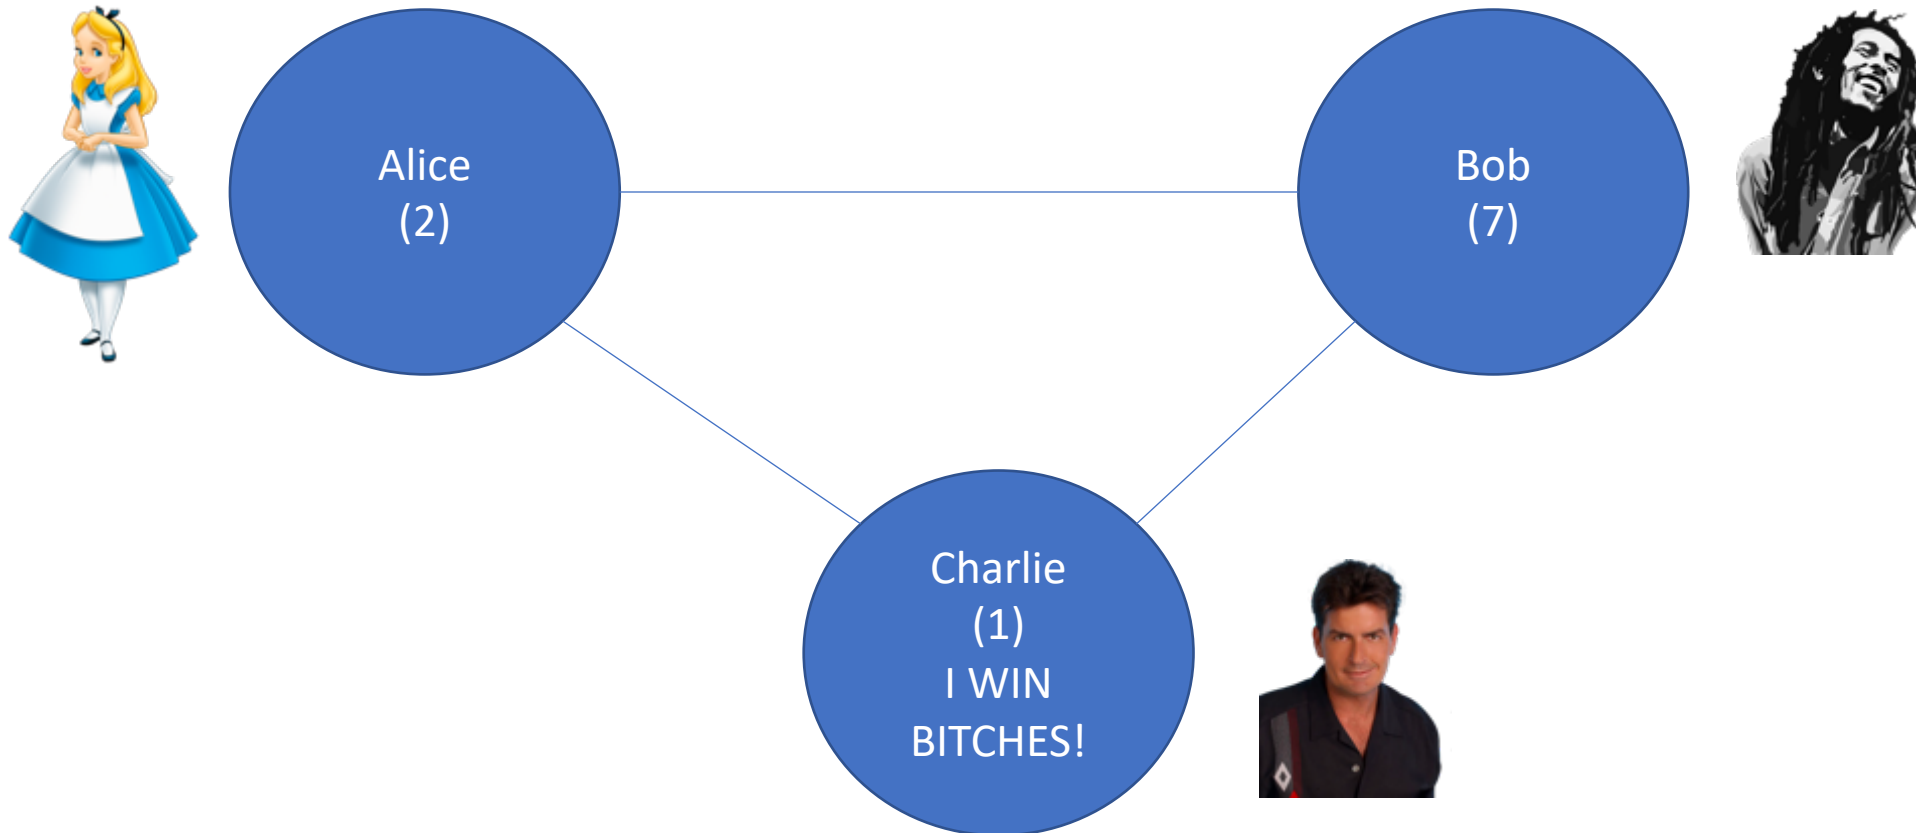 Alice
(2)
Bob
(7)
Charlie
(1)
I WIN
BITCHES!